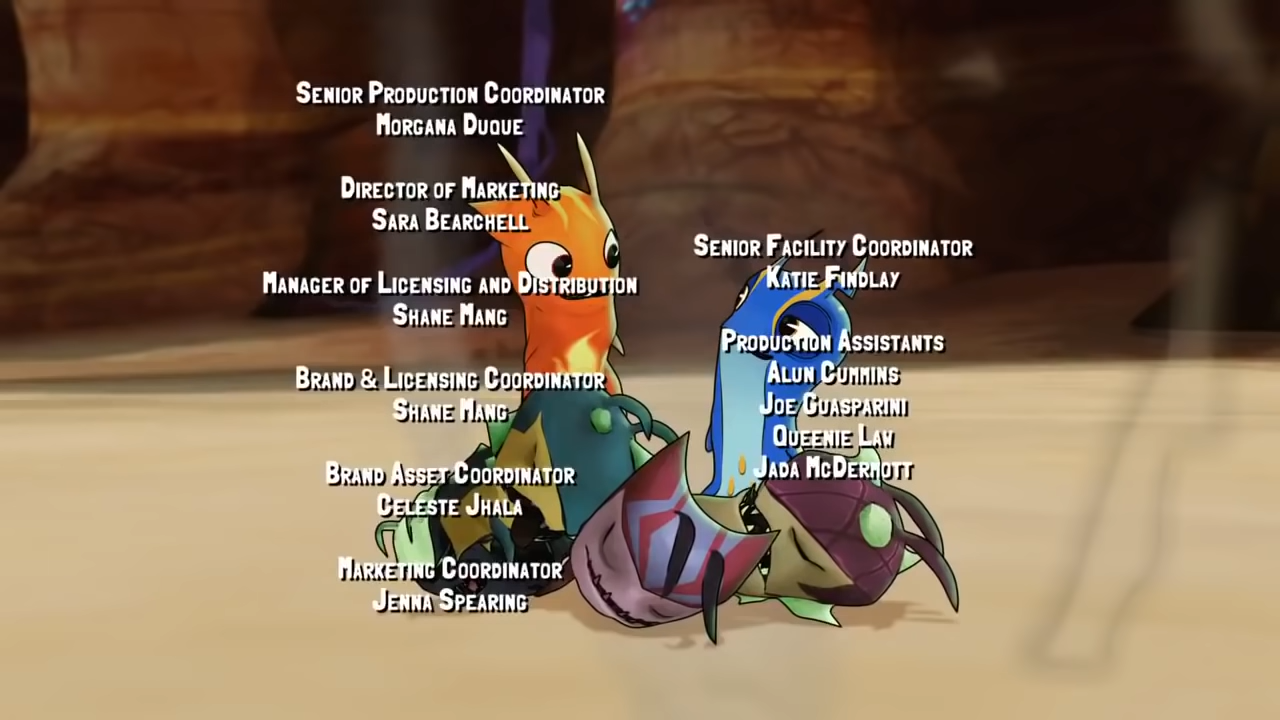 Senior Production Coordinator
Morgana Duque
Director of Marketing
Sara Bearchell
Manager of Licensing and Distribution
Shane Mang
Brand & Licensing Coordinator
Shane Mang
Brand Asset Coordinator
Celeste Jhala
Marketing Coordinator
Jenna Spearing
Senior Facility Coordinator
Katie Findlay
Production Assistants
Alun Cummins
Joe Guasparini
Queenie Law
Jada McDermott